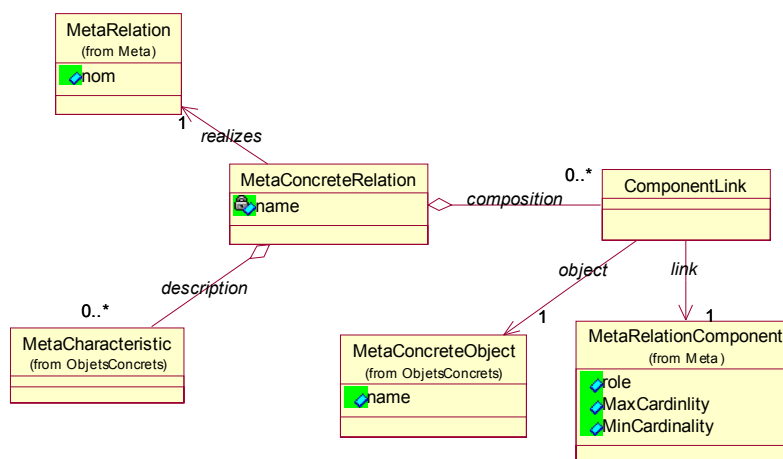 MetaRelation
(from Meta)
nom
1
realizes
MetaConcreteRelation
name
composition
0..*
ComponentLink
description
0..*
object
link
1
1
MetaCharacteristic
(from ObjetsConcrets)
MetaConcreteObject
(from ObjetsConcrets)
name
MetaRelationComponent
(from Meta)
role
MaxCardinlity
MinCardinality